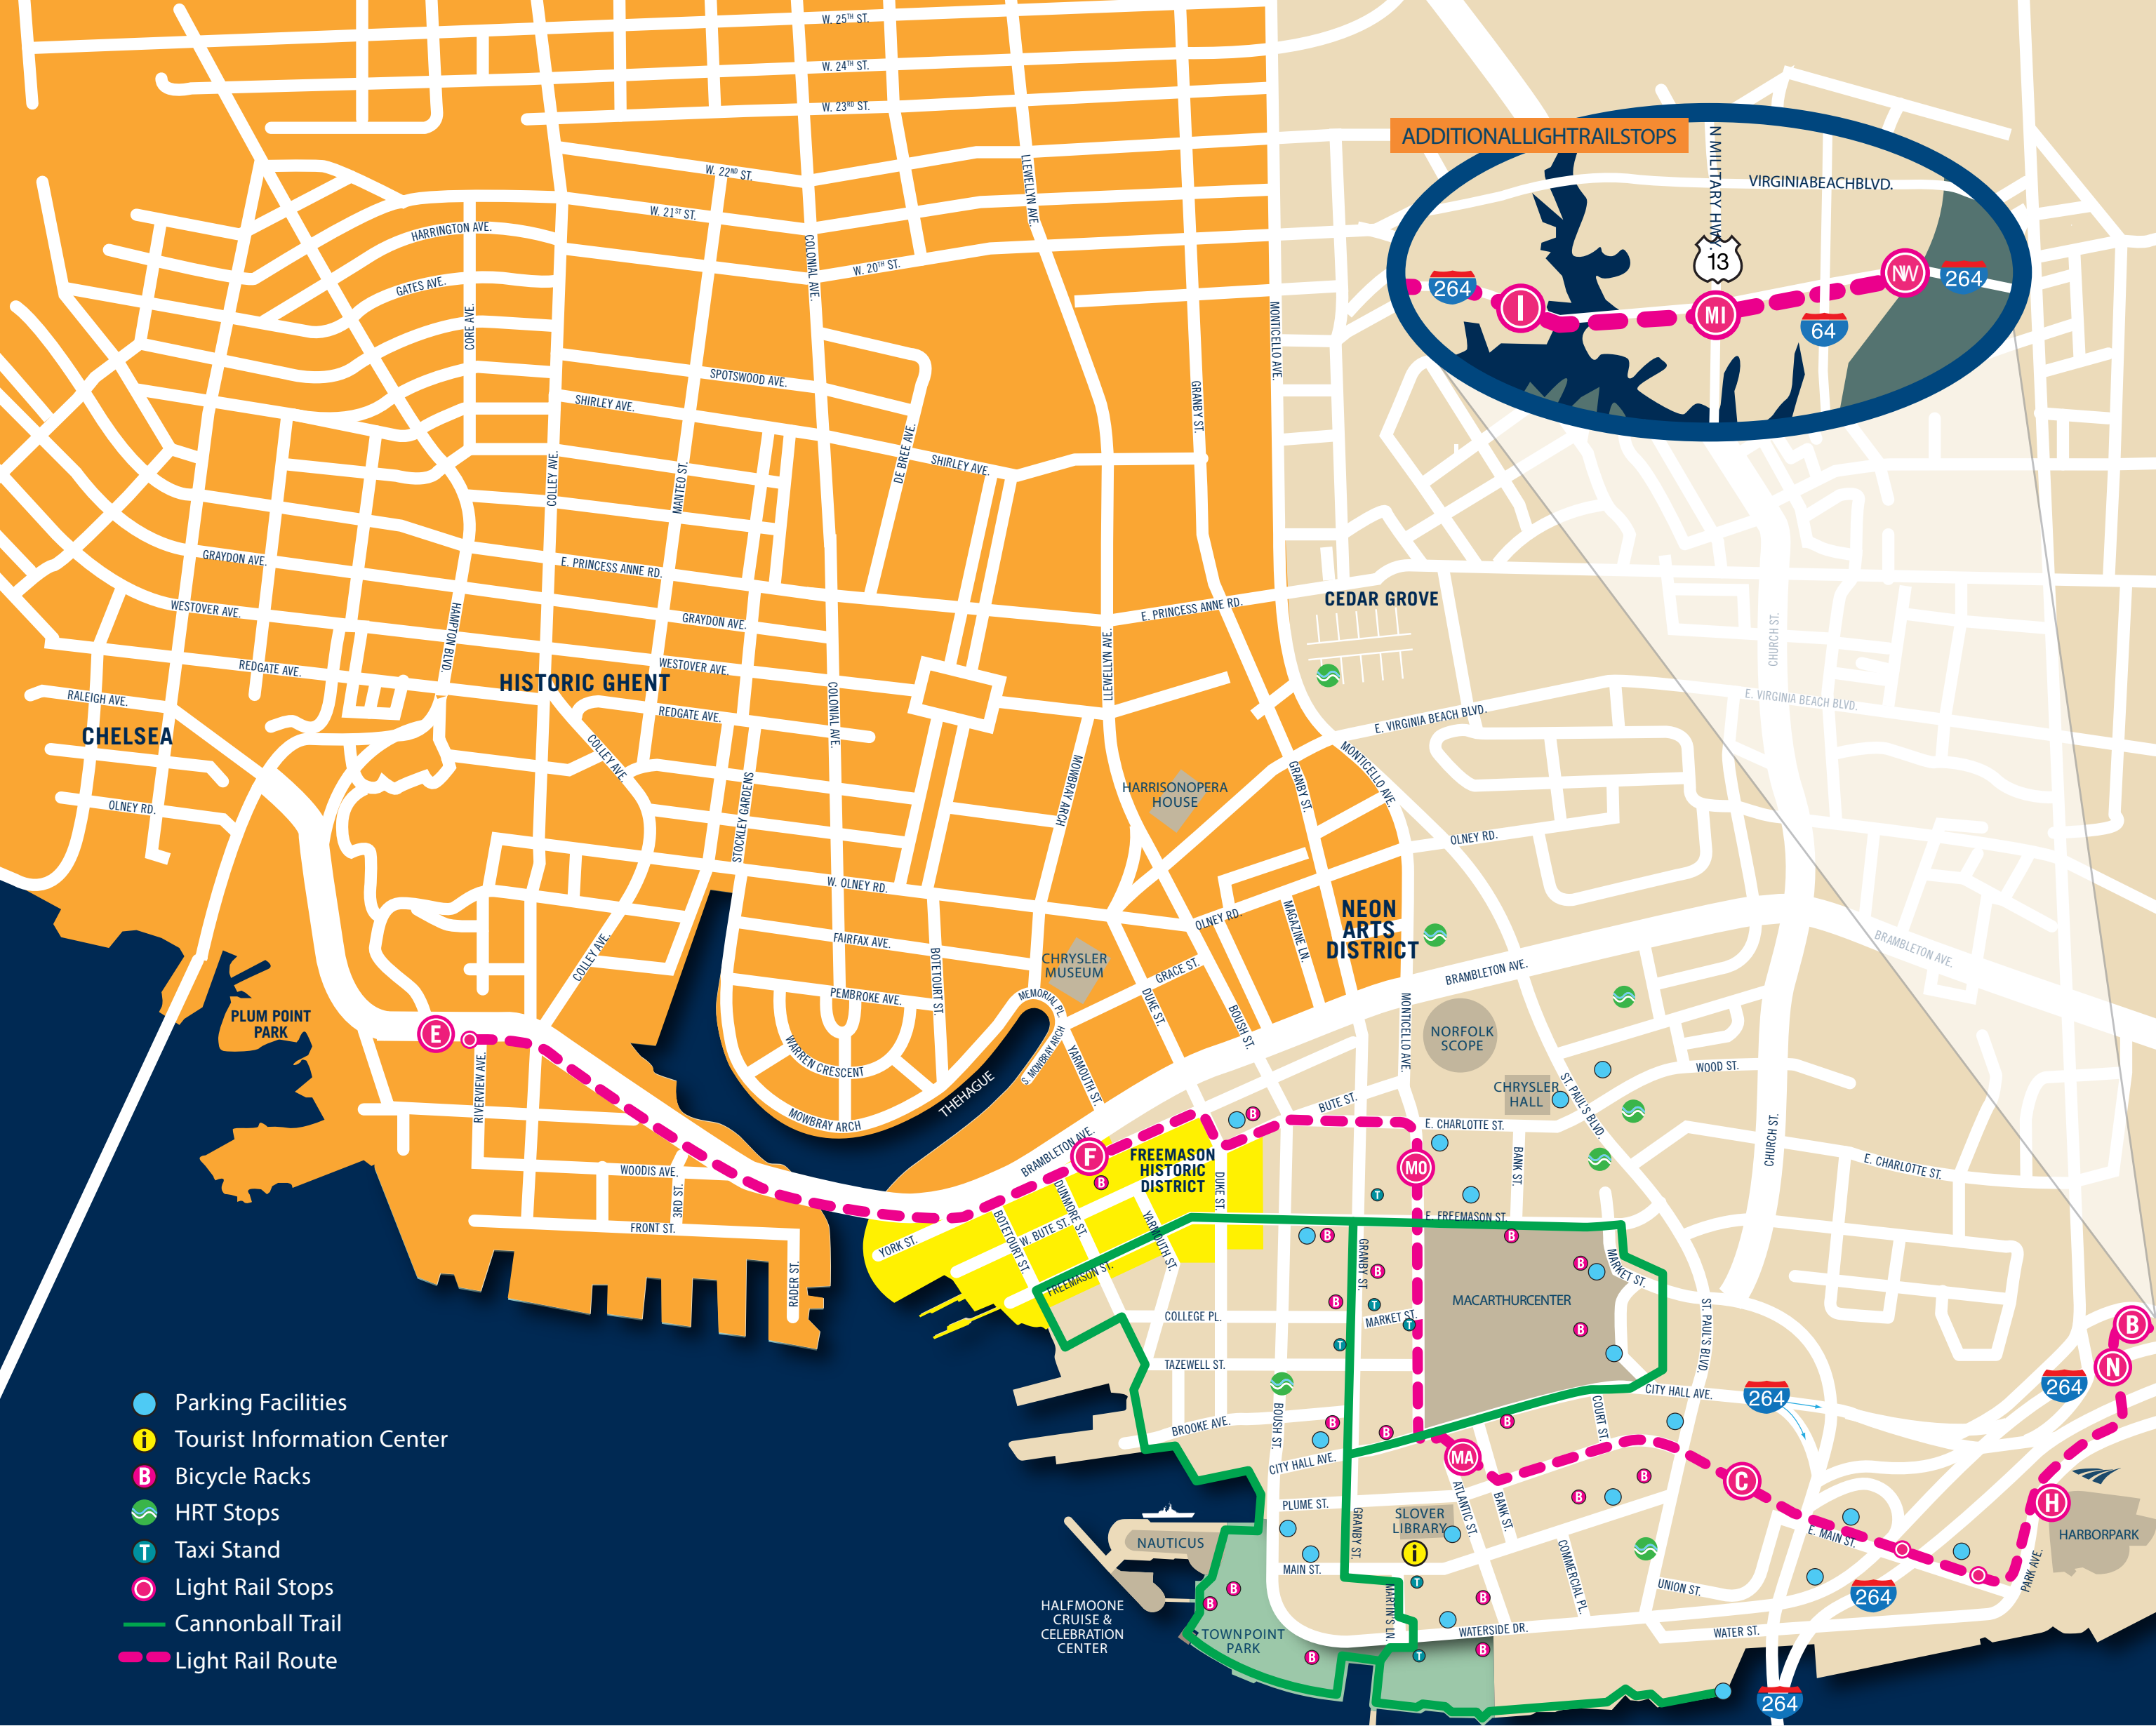 W. 25TH ST.
W. 24TH ST.
W. 23RD ST.
W. 22ND ST.
W. 21ST ST.
W. 20TH ST.
HARRINGTON AVE.
GATES AVE.
CORE AVE.
COLONIAL AVE.
LLEWELLYN AVE.
MONTICELLO AVE.
GRANBY ST.
SPOTSWOOD AVE.
SHIRLEY AVE.
DE BREE AVE.
SHIRLEY AVE.
COLLEY AVE.
MANTEO ST.
ADDITIONALLIGHTRAILSTOPS
N MILITARY HWY.
VIRGINIABEACHBLVD.
264
I
13
MI
64
NW
264
GRAYDON AVE.
E. PRINCESS ANNE RD.
WESTOVER AVE.
HAMPTON BLVD.
GRAYDON AVE.
E. PRINCESS ANNE RD.
CEDAR GROVE
CHURCH ST.
REDGATE AVE.
WESTOVER AVE.
HISTORIC GHENT
RALEIGH AVE.
CHELSEA
REDGATE AVE.
COLONIAL AVE.
LLEWELLYN AVE.
E. VIRGINIA BEACH BLVD.
E. VIRGINIA BEACH BLVD.
COLLEY AVE.
STOCKLEY GARDENS
MOWBRAY ARCH
HARRISONOPERA
HOUSE
GRANBY ST.
MONTICELLO AVE.
OLNEY RD.
OLNEY RD.
W. OLNEY RD.
OLNEY RD.
MAGAZINE LN.
NEON
ARTS
DISTRICT
BRAMBLETON AVE.
BRAMBLETON AVE.
COLLEY AVE.
FAIRFAX AVE.
BOTETOURT ST.
CHRYSLER
MUSEUM
GRACE ST.
PEMBROKE AVE.
MEMORIAL PL.
DUKE ST.
BOUSH ST.
MONTICELLO AVE.
NORFOLK
SCOPE
PLUM POINT
PARK
E
RIVERVIEW AVE.
WARREN CRESCENT
MOWBRAY ARCH
THEHAGUE
S. MOWBRAY ARCH
YARMOUTH ST.
CHRYSLER
HALL
ST. PAUL'S BLVD.
WOOD ST.
BUTE ST.
E. CHARLOTTE ST.
BANK ST.
CHURCH ST.
E. CHARLOTTE ST.
BRAMBLETON AVE.
F
B
B
FREEMASON
HISTORIC
DISTRICT
DUKE ST.
MO
T
WOODIS AVE.
3RD ST.
FRONT ST.
RADER ST.
YORK ST.
BOTETOURT ST.
W. BUTE ST.
DUNMORE ST.
YARMOUTH ST.
FREEMASON ST.
E. FREEMASON ST.
B
B
B
B
GRANBY ST.
T
MARKET ST.
T
T
MACARTHURCENTER
B
B
MARKET ST.
COLLEGE PL.
TAZEWELL ST.
BROOKE AVE.
BOUSH ST.
CITY HALL AVE.
B
B
B
MA
CITY HALL AVE.
COURT ST.
ST. PAUL'S BLVD.
264
264
B
N
C
H
HARBORPARK
PARK AVE.
E. MAIN ST.
264
PLUME ST.
GRANBY ST.
SLOVER
LIBRARY
ATLANTIC ST.
BANK ST.
B
B
i
MAIN ST.
T
MARTIN'S LN.
COMMERCIAL PL.
UNION ST.
B
WATERSIDE DR.
WATER ST.
B
T
264
NAUTICUS
HALFMOONE
CRUISE &
CELEBRATION
CENTER
TOWNPOINT
PARK
B
B
B
Parking Facilities
i Tourist Information Center
B Bicycle Racks
HRT Stops
T Taxi Stand
Light Rail Stops
Cannonball Trail
Light Rail Route